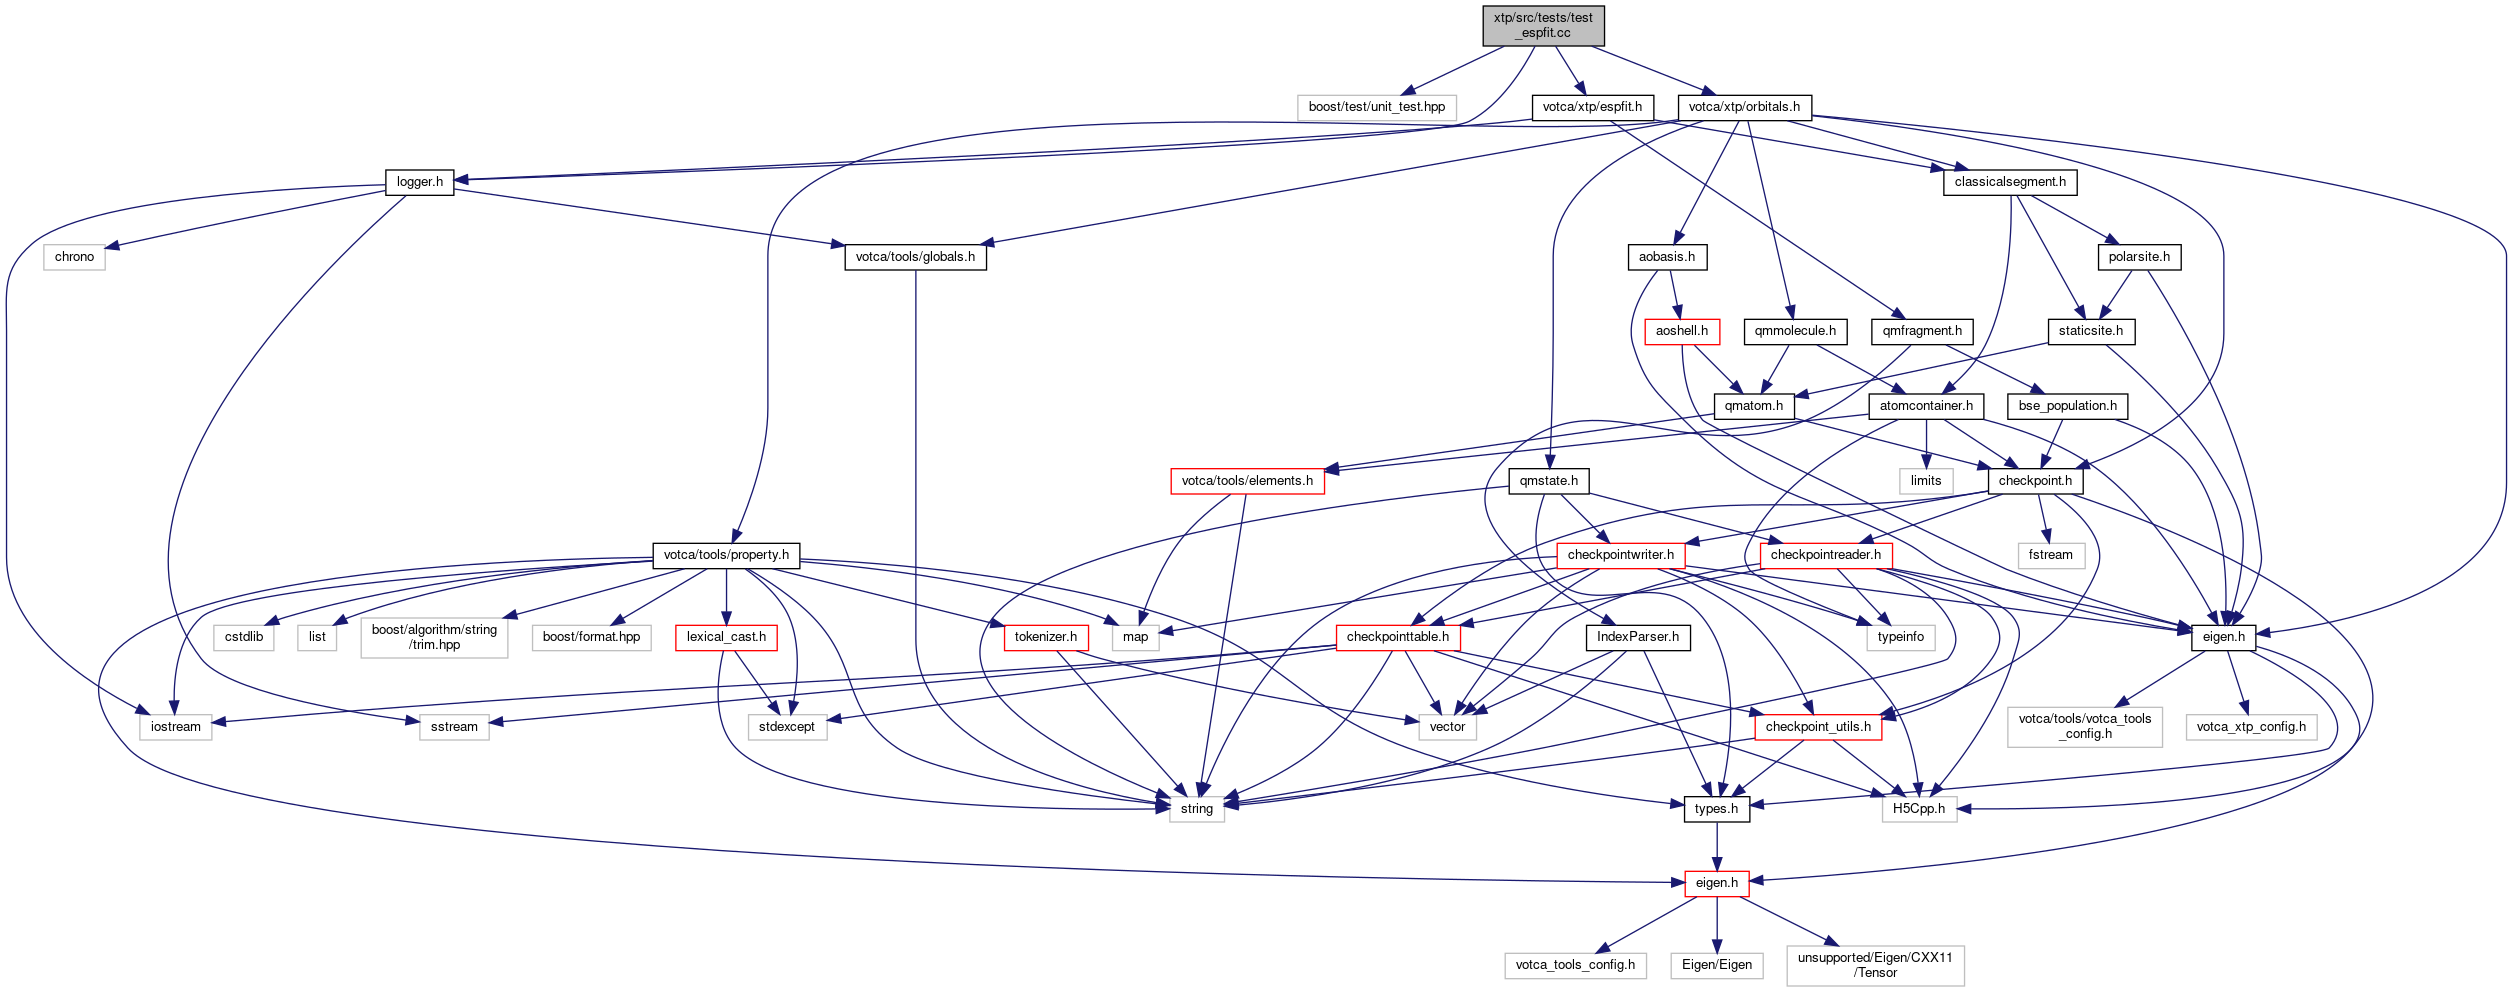 xtp/src/tests/test
_espfit.cc
boost/test/unit_test.hpp
votca/xtp/espfit.h
votca/xtp/orbitals.h
logger.h
classicalsegment.h
chrono
votca/tools/globals.h
aobasis.h
polarsite.h
aoshell.h
qmmolecule.h
qmfragment.h
staticsite.h
qmatom.h
atomcontainer.h
bse_population.h
votca/tools/elements.h
qmstate.h
limits
checkpoint.h
votca/tools/property.h
checkpointwriter.h
checkpointreader.h
fstream
cstdlib
list
boost/algorithm/string
/trim.hpp
boost/format.hpp
lexical_cast.h
tokenizer.h
map
checkpointtable.h
IndexParser.h
typeinfo
eigen.h
iostream
sstream
stdexcept
vector
checkpoint_utils.h
votca/tools/votca_tools
_config.h
votca_xtp_config.h
string
types.h
H5Cpp.h
eigen.h
votca_tools_config.h
Eigen/Eigen
unsupported/Eigen/CXX11
/Tensor